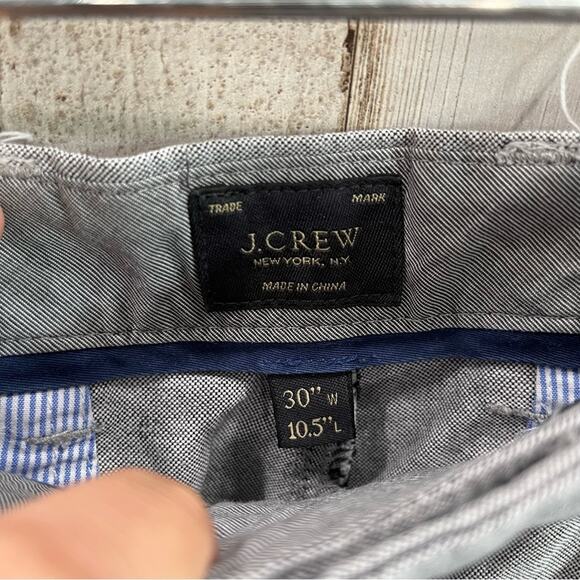 TRADE MARK
J.CREW
NEW YORK, N.Y.
MADE IN CHINA
30" W
10.5" L